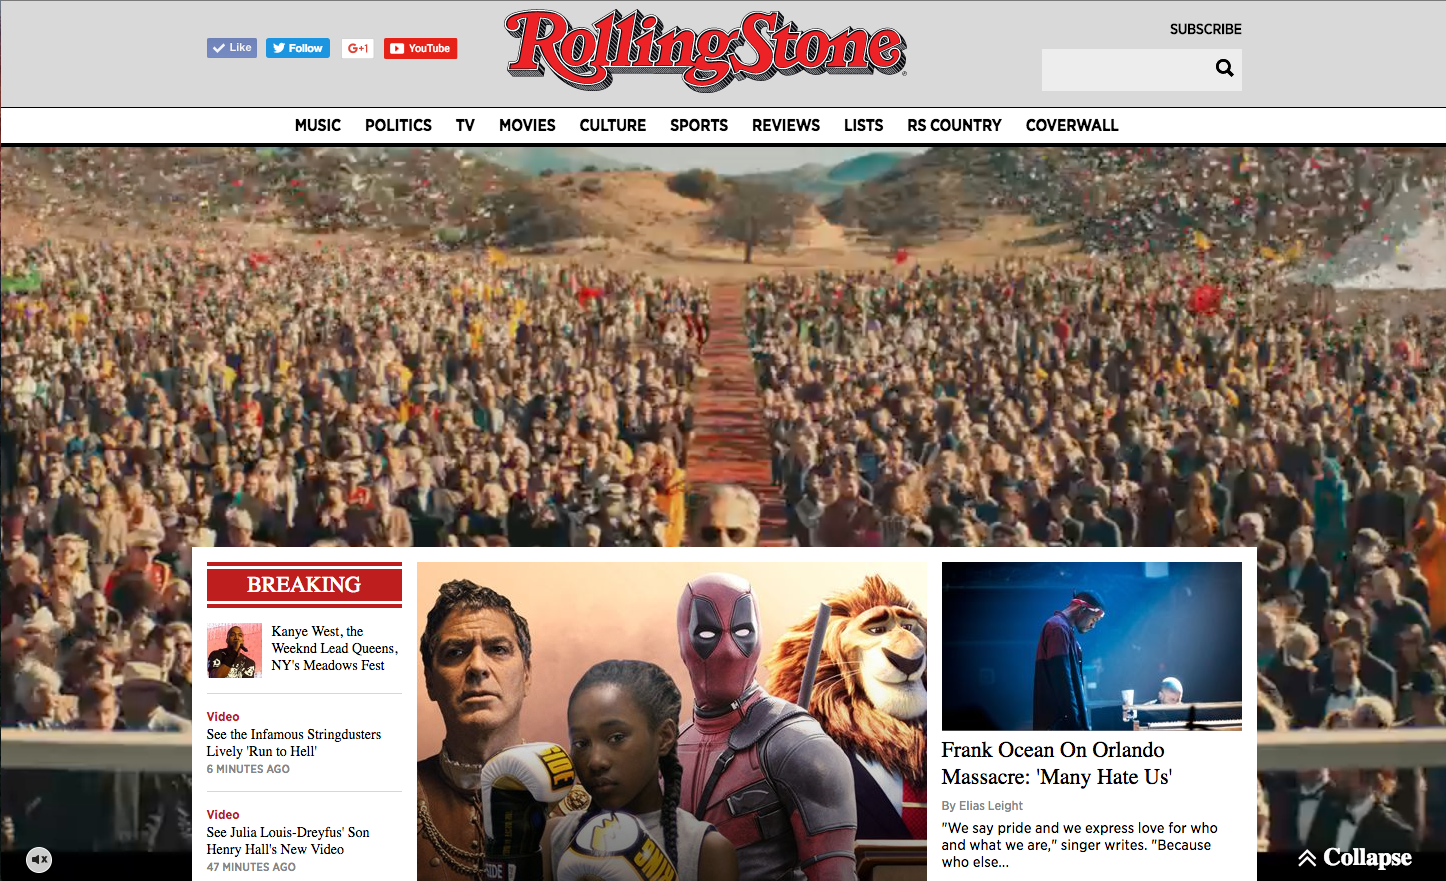 Like
Follow
G+1
YouTube
RollingStone
SUBSCRIBE
MUSIC POLITICS TV MOVIES CULTURE SPORTS REVIEWS LISTS RS COUNTRY COVERWALL
BREAKING
Kanye West, the
Weeknd Lead Queens,
NY's Meadows Fest
Video
See the Infamous Stringdusters
Lively 'Run to Hell'
6 MINUTES AGO
Video
See Julia Louis-Dreyfus' Son
Henry Hall's New Video
47 MINUTES AGO
Frank Ocean On Orlando
Massacre: 'Many Hate Us'
By Elias Leight
"We say pride and we express love for who
and what we are," singer writes. "Because
who else...
Collapse